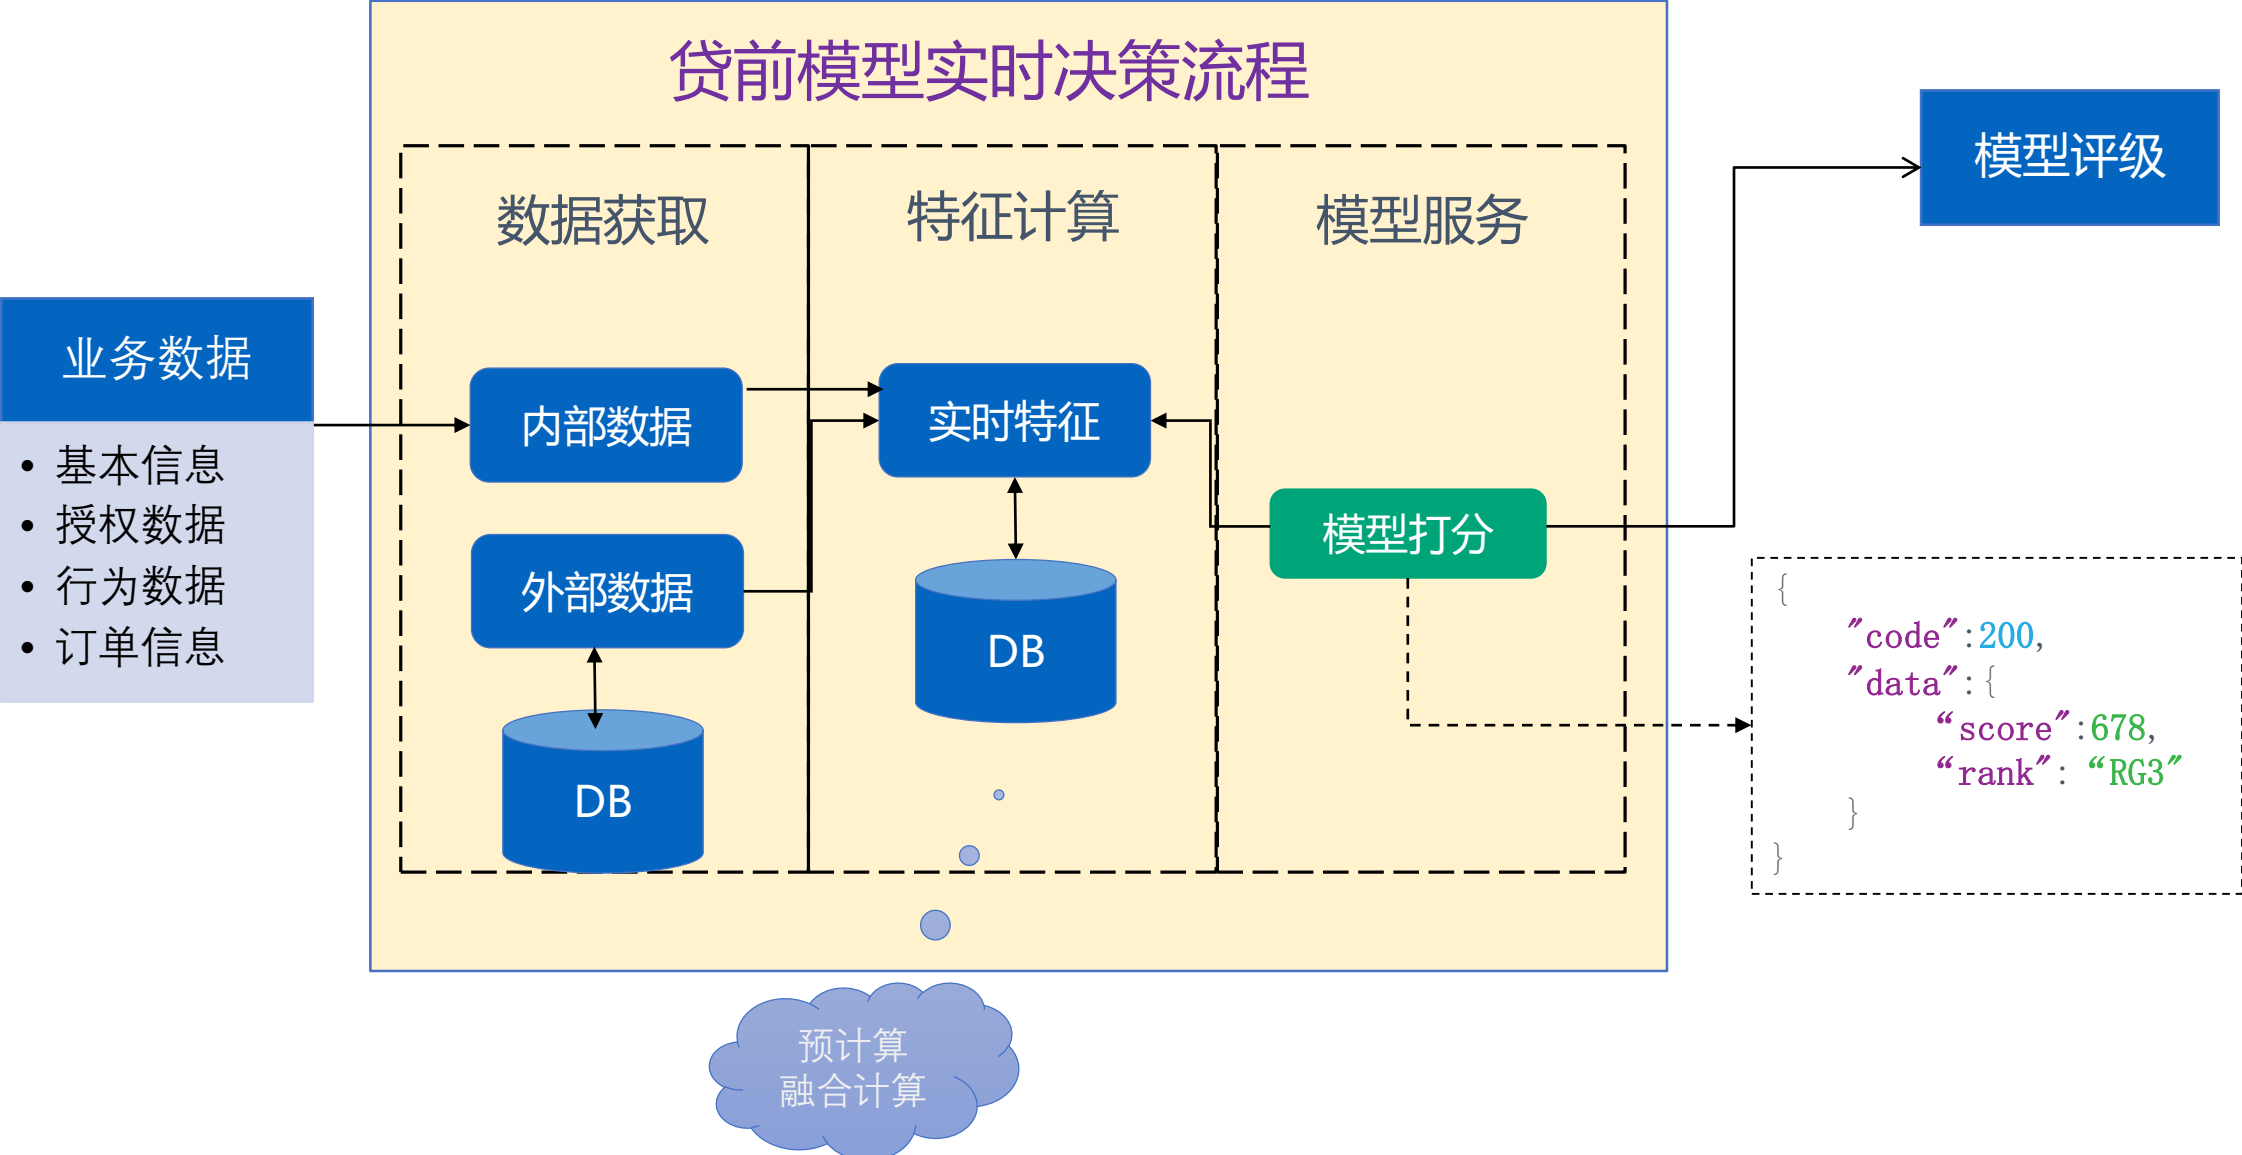 贷前模型实时决策流程
模型评级
数据获取
特征计算
模型服务
业务数据
• 基本信息
• 授权数据
• 行为数据
• 订单信息
内部数据
实时特征
外部数据
模型打分
DB
DB
{
"code":200,
"data":{
“score":678,
“rank": “RG3"
}
}
预计算
融合计算